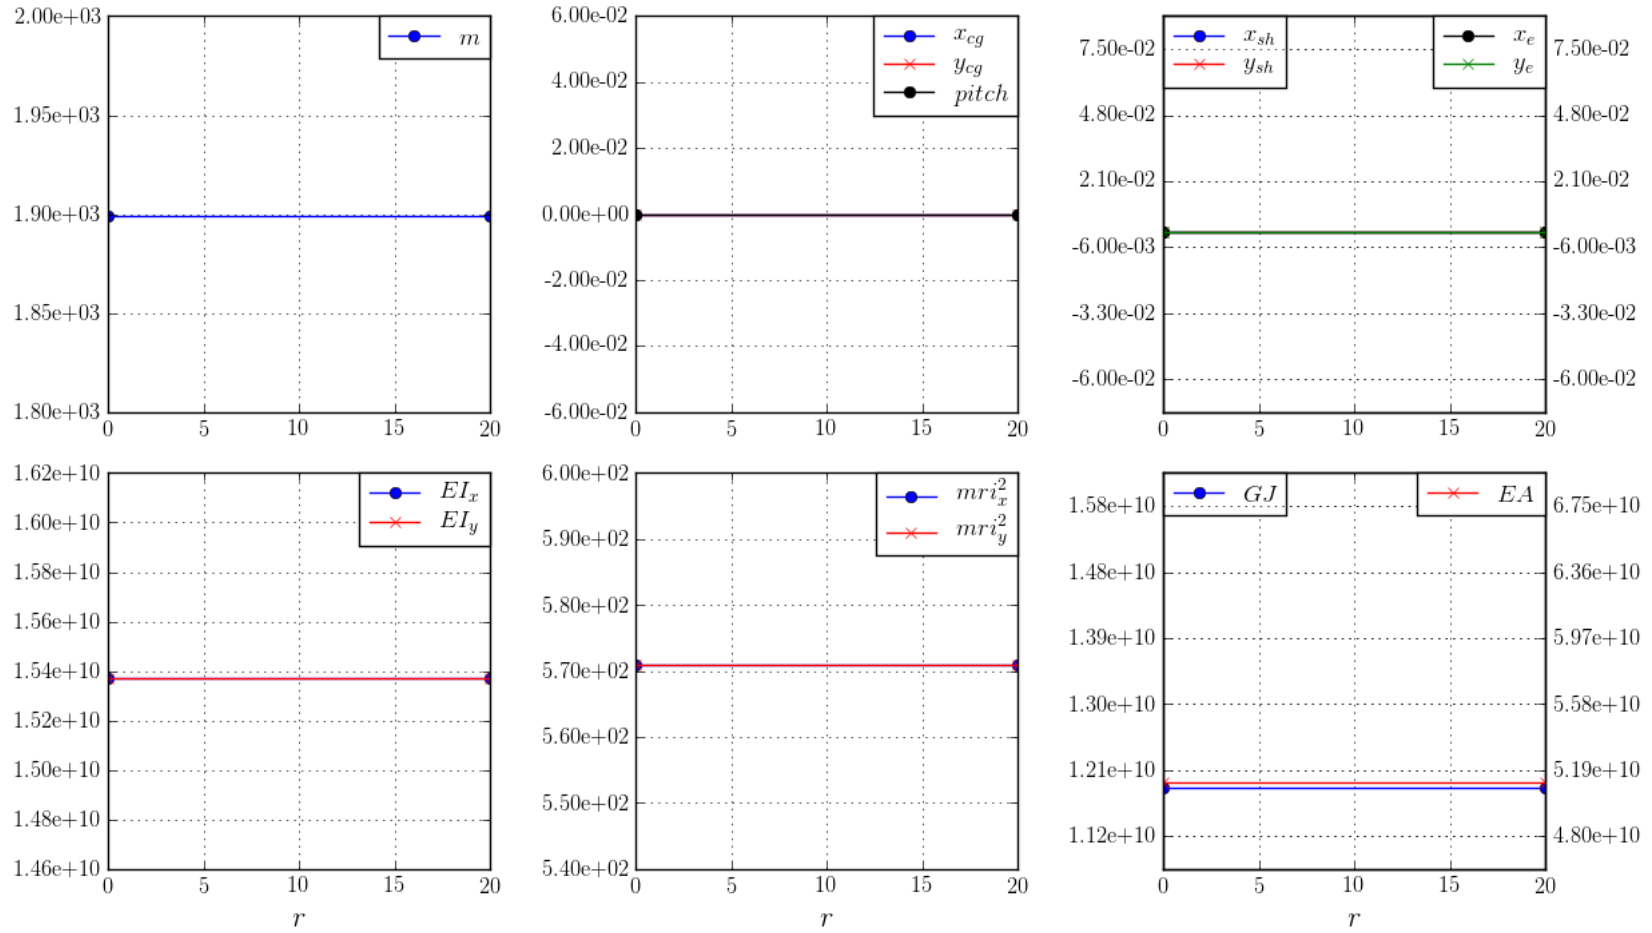 2.00e+03
1.95e+03
1.90e+03
1.85e+03
1.80e+03
0 5 10 15 20
m
6.00e-02
4.00e-02
2.00e-02
0.00e+00
-2.00e-02
-4.00e-02
-6.00e-02
0 5 10 15 20
x_cg
y_cg
pitch
7.50e-02
4.80e-02
2.10e-02
-6.00e-03
-3.30e-02
-6.00e-02
0 5 10 15 20
x_sh
y_sh
x_e
y_e
7.50e-02
4.80e-02
2.10e-02
-6.00e-03
-3.30e-02
-6.00e-02
1.62e+10
1.60e+10
1.58e+10
1.56e+10
1.54e+10
1.52e+10
1.50e+10
1.48e+10
1.46e+10
0 5 10 15 20
EI_x
EI_y
r
6.00e+02
5.90e+02
5.80e+02
5.70e+02
5.60e+02
5.50e+02
5.40e+02
0 5 10 15 20
mri_x^2
mri_y^2
r
1.58e+10
1.48e+10
1.39e+10
1.30e+10
1.21e+10
1.12e+10
0 5 10 15 20
GJ
EA
6.75e+10
6.36e+10
5.97e+10
5.58e+10
5.19e+10
4.80e+10
r